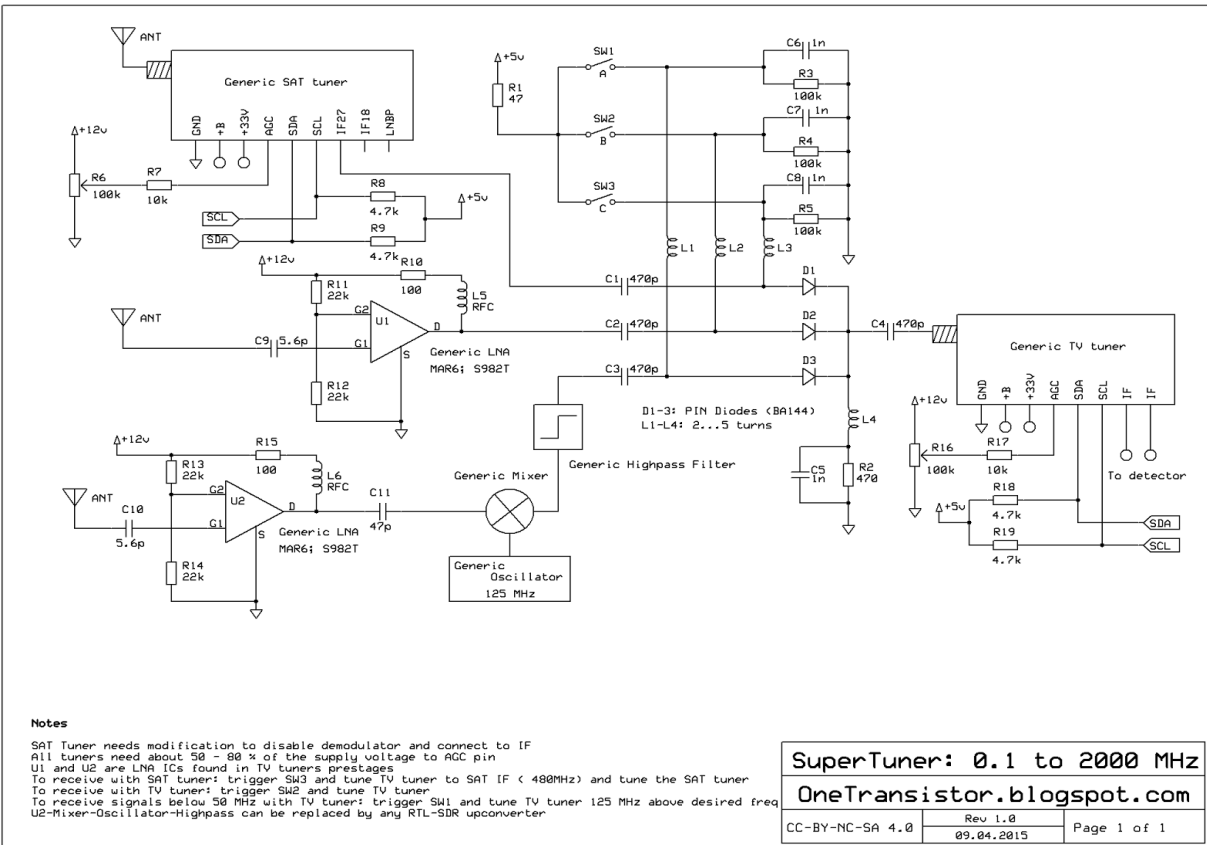 ANT
Generic SAT tuner
GND
+B
+33V
AGC
SDA
SCL
IF27
IF18
LNBP
+12v
R6
100k
R7
10k
SCL
SDA
R8
4.7k
R9
4.7k
+5v
+5v
R1
47
SW1
A
SW2
B
SW3
C
C6 1n
R3
100k
C7 1n
R4
100k
C8 1n
R5
100k
L1
L2
L3
+12v
R10
100
R11
22k
L5
RFC
ANT
C9 5.6p
G2
U1
G1
D
S
Generic LNA
MAR6; S982T
R12
22k
C1 470p
C2 470p
C3 470p
D1
D2
D3
C4 470p
D1-3: PIN Diodes (BA144)
L1-L4: 2...5 turns
L4
C5
1n
R2
470
Generic Highpass Filter
Generic TV tuner
GND
+B
+33V
AGC
SDA
SCL
IF
IF
+12v
R16
100k
R17
10k
To detector
R18
4.7k
+5v
R19
4.7k
SDA
SCL
+12v
R15
100
R13
22k
L6
RFC
ANT
C10
5.6p
G2
U2
G1
D
S
Generic LNA
MAR6; S982T
R14
22k
C11
47p
Generic Mixer
Generic
Oscillator
125 MHz
Notes
SAT Tuner needs modification to disable demodulator and connect to IF
All tuners need about 50 - 80 % of the supply voltage to AGC pin
U1 and U2 are LNA ICs found in TV tuners prestages
To receive with SAT tuner: trigger SW3 and tune TV tuner to SAT IF ( 480MHz) and tune the SAT tuner
To receive with TV tuner: trigger SW2 and tune TV tuner
To receive signals below 50 MHz with TV tuner: trigger SW1 and tune TV tuner 125 MHz above desired freq
U2-Mixer-Oscillator-Highpass can be replaced by any RTL-SDR upconverter
SuperTuner: 0.1 to 2000 MHz
OneTransistor.blogspot.com
CC-BY-NC-SA 4.0
Rev 1.0
09.04.2015
Page 1 of 1